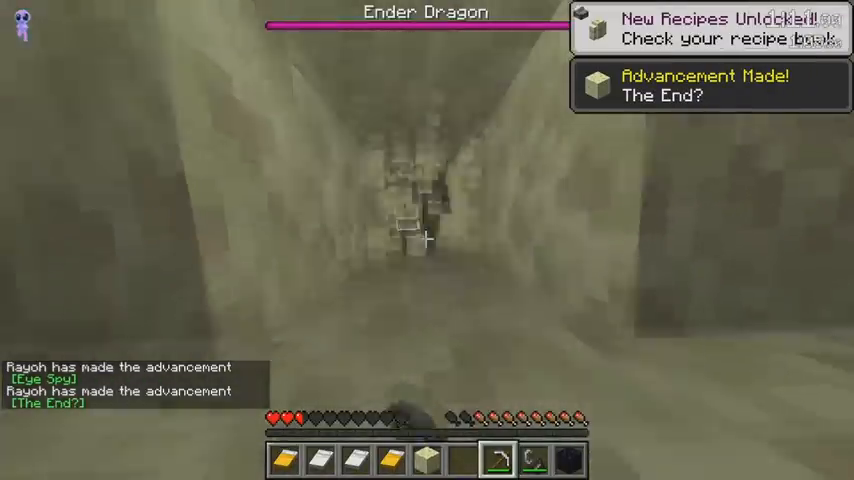 Ender Dragon
New Recipes Unlocked!
Check your recipe book
Advancement Made!
The End?
Rayoh has made the advancement
[Eye Spy]
Rayoh has made the advancement
[The End?]